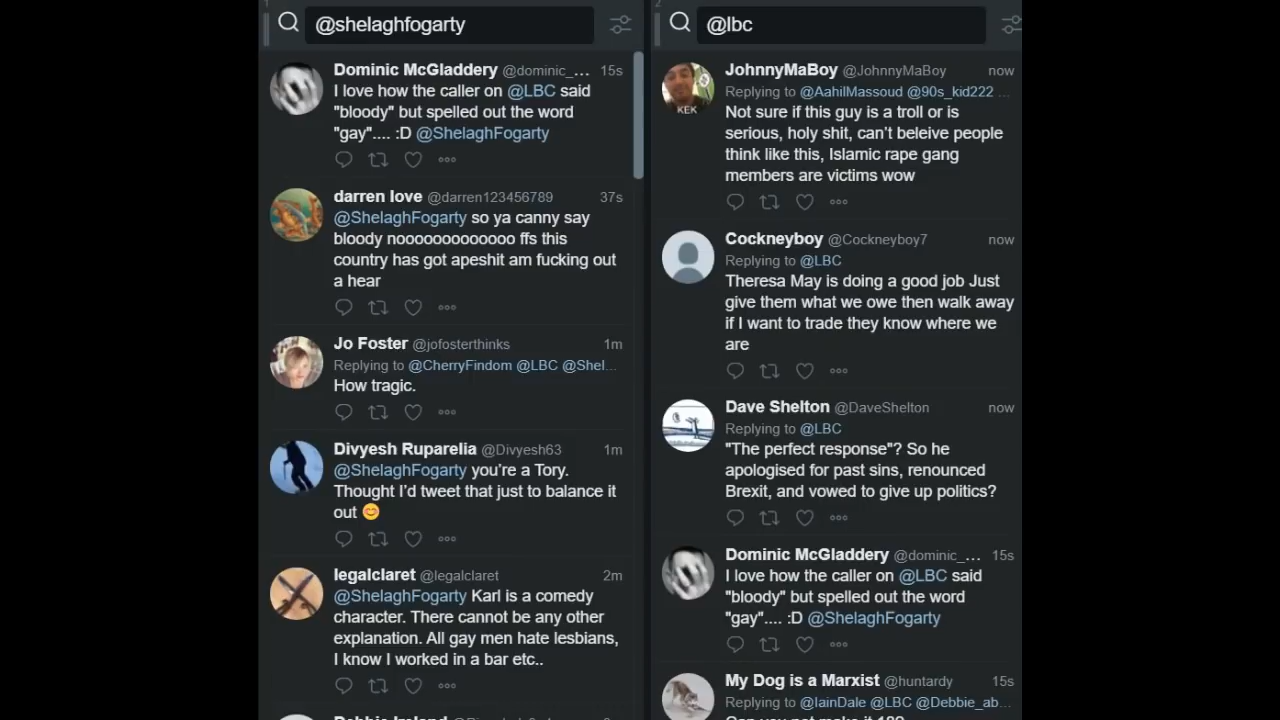 1
@shelaghfogarty
Dominic McGladdery @dominic_... 15s
I love how the caller on @LBC said
"bloody" but spelled out the word
"gay".... :D @ShelaghFogarty
darren love @darren123456789 37s
@ShelaghFogarty so ya canny say
bloody nooooooooooooo ffs this
country has got apeshit am fucking out
a hear
Jo Foster @jofosterthinks 1m
Replying to @CherryFindom @LBC @Shel...
How tragic.
Divyesh Ruparelia @Divyesh63 1m
@ShelaghFogarty you're a Tory.
Thought I'd tweet that just to balance it
out 😊
legalclaret @legalclaret 2m
@ShelaghFogarty Karl is a comedy
character. There cannot be any other
explanation. All gay men hate lesbians,
I know I worked in a bar etc..
2
@lbc
JohnnyMaBoy @JohnnyMaBoy now
KEK
Replying to @AahilMassoud @90s_kid222 ...
Not sure if this guy is a troll or is
serious, holy shit, can't beleive people
think like this, Islamic rape gang
members are victims wow
Cockneyboy @Cockneyboy7 now
Replying to @LBC
Theresa May is doing a good job Just
give them what we owe then walk away
if I want to trade they know where we
are
Dave Shelton @DaveShelton now
Replying to @LBC
"The perfect response"? So he
apologised for past sins, renounced
Brexit, and vowed to give up politics?
Dominic McGladdery @dominic_... 15s
I love how the caller on @LBC said
"bloody" but spelled out the word
"gay".... :D @ShelaghFogarty
My Dog is a Marxist @huntardy 15s
Replying to @IainDale @LBC @Debbie_ab...